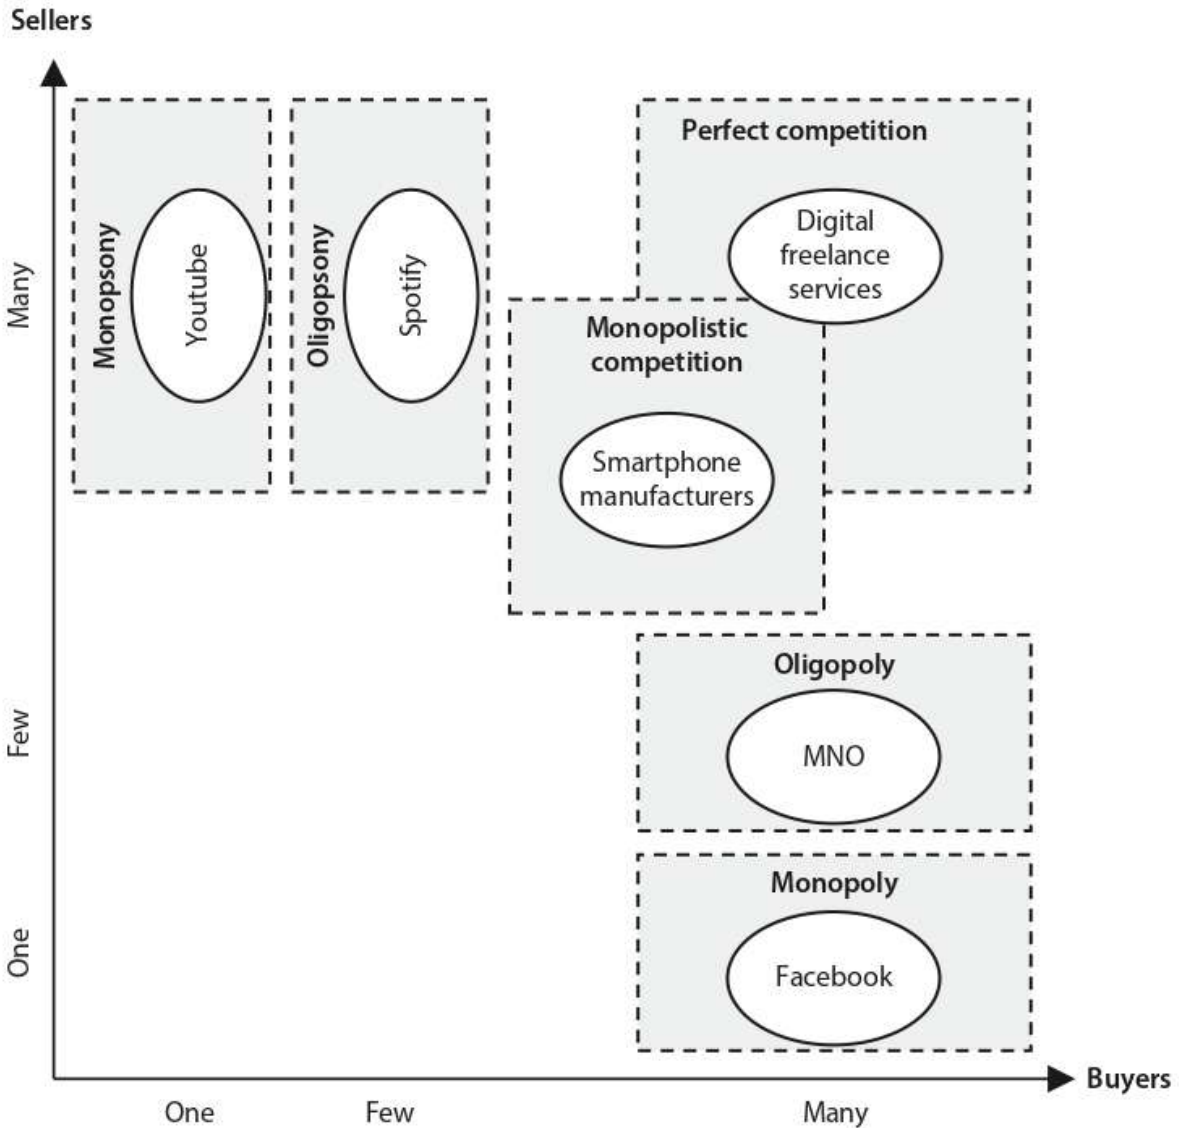 Sellers
Many
Few
One
Monopsony
Youtube
Oligopsony
Spotify
Perfect competition
Digital
freelance
services
Monopolistic
competition
Smartphone
manufacturers
Oligopoly
MNO
Monopoly
Facebook
Buyers
One
Few
Many